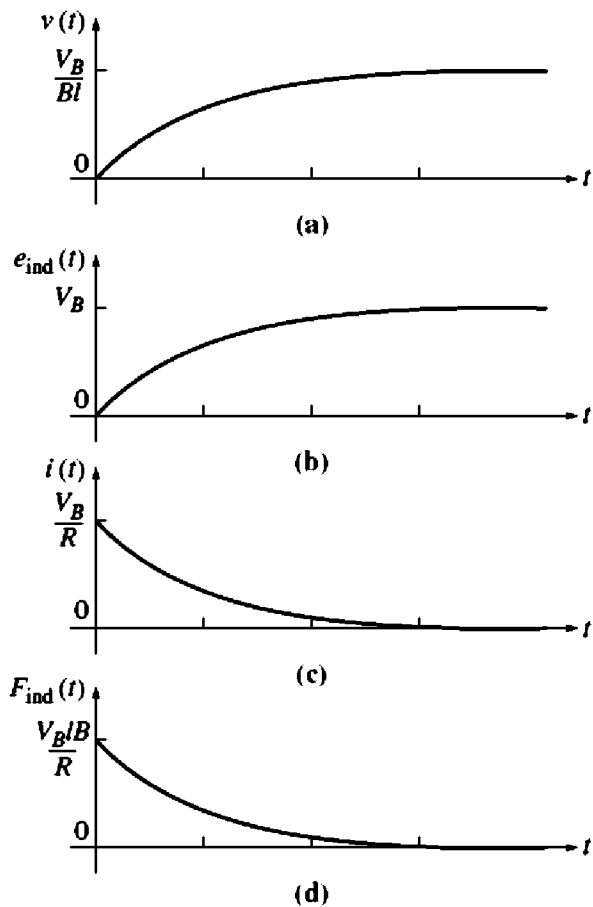 v (t)
V_B
Bl
0
t
(a)
e_ind (t)
V_B
0
t
(b)
i (t)
V_B
R
0
t
(c)
F_ind (t)
V_B lB
R
0
t
(d)